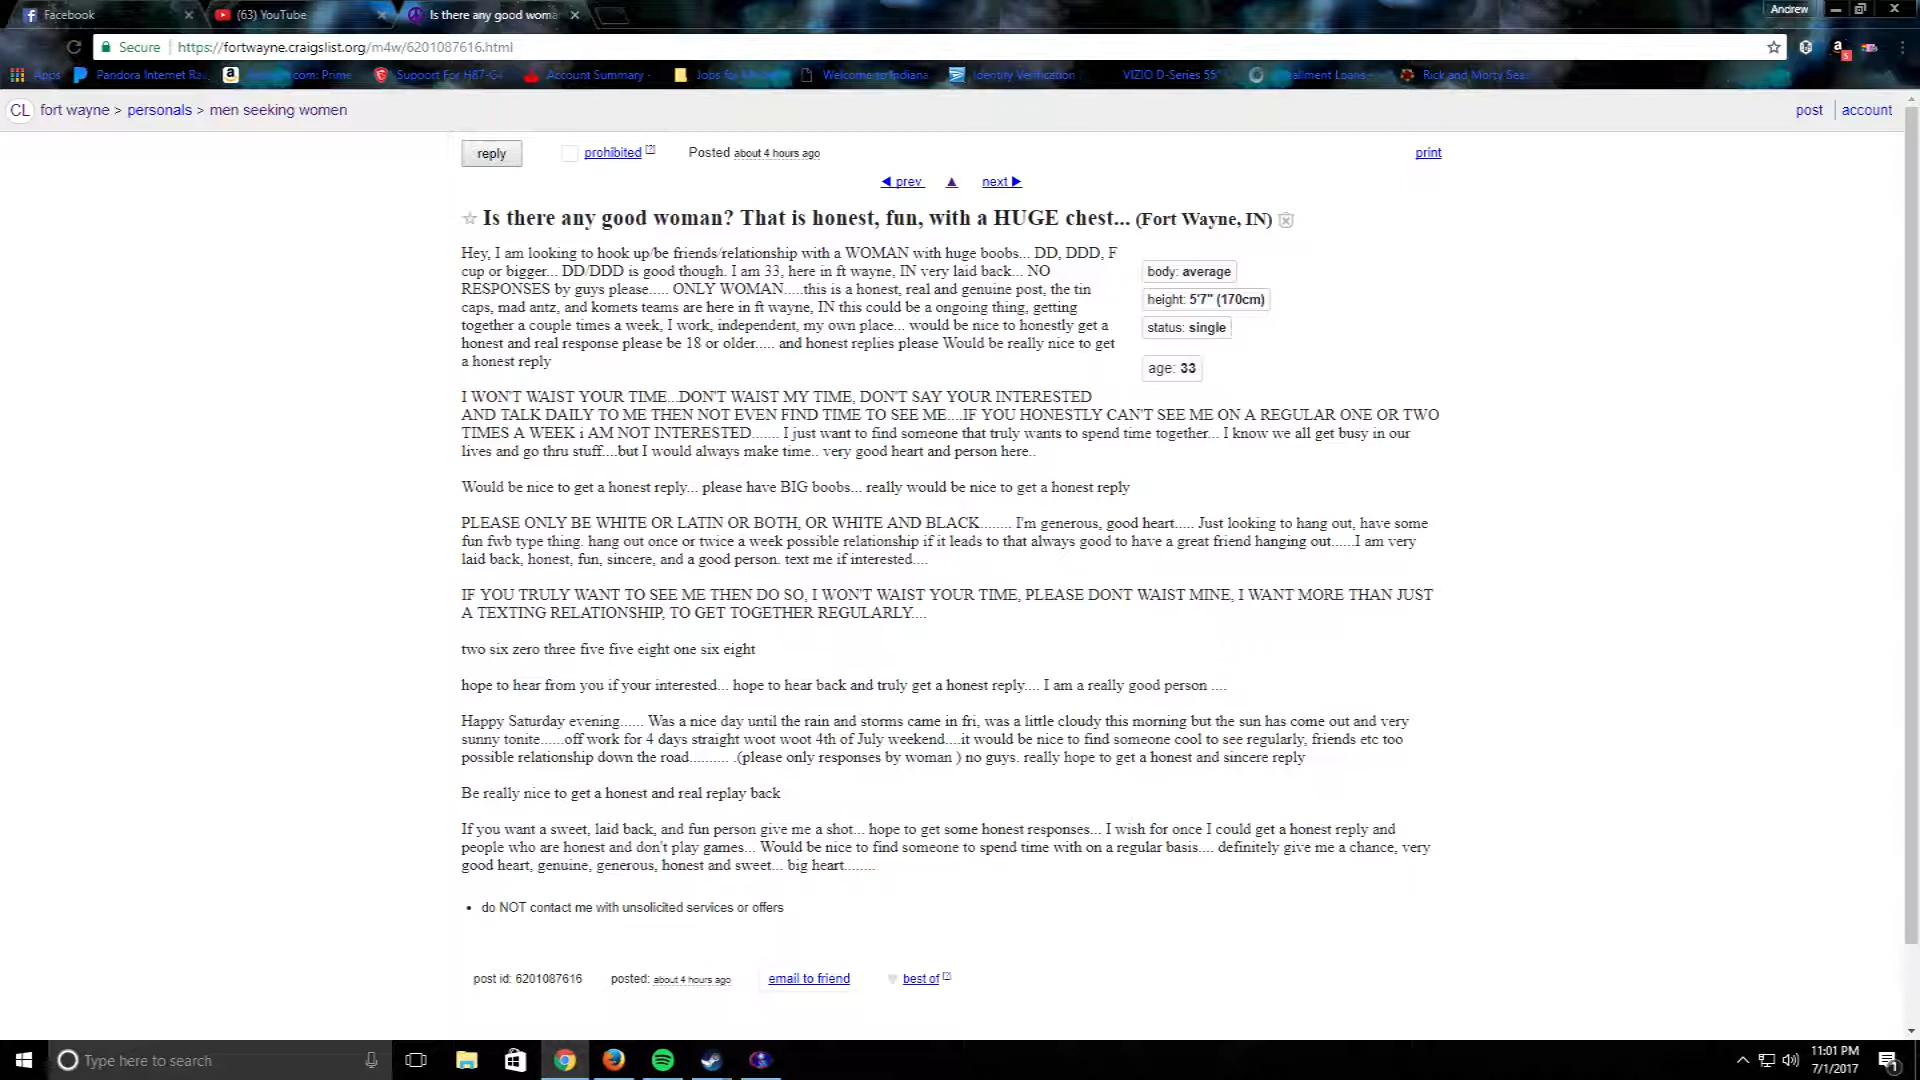 Facebook
(63) YouTube
Is there any good woma
Andrew
Secure https://fortwayne.craigslist.org/m4w/6201087616.html
Apps Pandora Internet Ra .com: Prime Support For H87-G Account Summary - Jobs for Welcome to Indiana Identity Verification VIZIO D-Series 55" Loans Rick and Morty Sea
CL fort wayne > personals > men seeking women
post account
reply prohibited [?] Posted about 4 hours ago print
◀ prev ▲ next ▶
☆ Is there any good woman? That is honest, fun, with a HUGE chest... (Fort Wayne, IN)
Hey, I am looking to hook up/be friends/relationship with a WOMAN with huge boobs... DD, DDD, F
cup or bigger... DD/DDD is good though. I am 33, here in ft wayne, IN very laid back... NO
RESPONSES by guys please..... ONLY WOMAN.....this is a honest, real and genuine post, the tin
caps, mad antz, and komets teams are here in ft wayne, IN this could be a ongoing thing, getting
together a couple times a week, I work, independent, my own place... would be nice to honestly get a
honest and real response please be 18 or older..... and honest replies please Would be really nice to get
a honest reply
body: average
height: 5'7" (170cm)
status: single
age: 33
I WON'T WAIST YOUR TIME...DON'T WAIST MY TIME, DON'T SAY YOUR INTERESTED
AND TALK DAILY TO ME THEN NOT EVEN FIND TIME TO SEE ME....IF YOU HONESTLY CAN'T SEE ME ON A REGULAR ONE OR TWO
TIMES A WEEK i AM NOT INTERESTED....... I just want to find someone that truly wants to spend time together... I know we all get busy in our
lives and go thru stuff....but I would always make time.. very good heart and person here..
Would be nice to get a honest reply... please have BIG boobs... really would be nice to get a honest reply
PLEASE ONLY BE WHITE OR LATIN OR BOTH, OR WHITE AND BLACK........ I'm generous, good heart..... Just looking to hang out, have some
fun fwb type thing. hang out once or twice a week possible relationship if it leads to that always good to have a great friend hanging out......I am very
laid back, honest, fun, sincere, and a good person. text me if interested....
IF YOU TRULY WANT TO SEE ME THEN DO SO, I WON'T WAIST YOUR TIME, PLEASE DONT WAIST MINE, I WANT MORE THAN JUST
A TEXTING RELATIONSHIP, TO GET TOGETHER REGULARLY....
two six zero three five five eight one six eight
hope to hear from you if your interested... hope to hear back and truly get a honest reply.... I am a really good person ....
Happy Saturday evening...... Was a nice day until the rain and storms came in fri, was a little cloudy this morning but the sun has come out and very
sunny tonite......off work for 4 days straight woot woot 4th of July weekend....it would be nice to find someone cool to see regularly, friends etc too
possible relationship down the road.......... .(please only responses by woman ) no guys. really hope to get a honest and sincere reply
Be really nice to get a honest and real replay back
If you want a sweet, laid back, and fun person give me a shot... hope to get some honest responses... I wish for once I could get a honest reply and
people who are honest and don't play games... Would be nice to find someone to spend time with on a regular basis.... definitely give me a chance, very
good heart, genuine, generous, honest and sweet... big heart........
• do NOT contact me with unsolicited services or offers
post id: 6201087616 posted: about 4 hours ago email to friend best of [?]
Type here to search
11:01 PM
7/1/2017